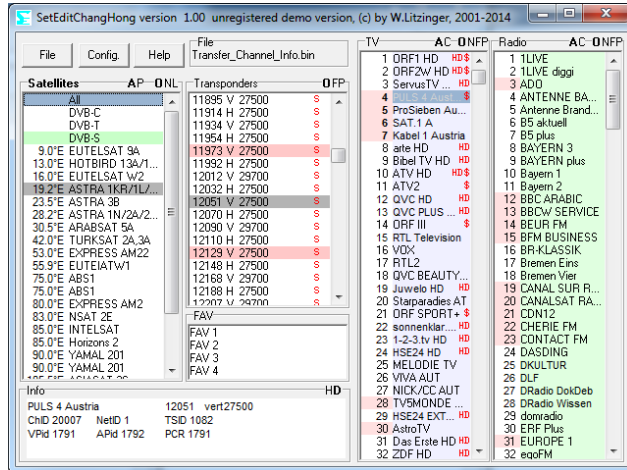 SetEditChangHong version 1.00 unregistered demo version, (c) by W.Litzinger, 2001-2014
File Config. Help
File
Transfer_Channel_Info.bin
Satellites AP ONL
All
DVB-C
DVB-T
DVB-S
9.0°E EUTELSAT 9A
13.0°E HOTBIRD 13A/1...
16.0°E EUTELSAT W2
19.2°E ASTRA 1KR/1L/...
23.5°E ASTRA 3B
28.2°E ASTRA 1N/2A/2...
30.5°E ARABSAT 5A
42.0°E TURKSAT 2A,3A
53.0°E EXPRESS AM22
55.9°E EUTElATW1
75.0°E ABS1
75.0°E ABS1
80.0°E EXPRESS AM2
83.0°E NSAT 2E
85.0°E INTELSAT
85.0°E Horizons 2
90.0°E YAMAL 201
90.0°E YAMAL 201
Transponders OFP
11895 V 27500 S
11914 H 27500 S
11934 V 27500 S
11954 H 27500 S
11973 V 27500 S
11992 H 27500 S
12012 V 29700 S
12032 H 27500 S
12051 V 27500 S
12070 H 27500 S
12090 V 29700 S
12110 H 27500 S
12129 V 27500 S
12148 H 27500 S
12168 V 29700 S
12188 H 27500 S
12207 V 29700 S
FAV
FAV 1
FAV 2
FAV 3
FAV 4
Info HD
PULS 4 Austria 12051 vert27500
ChID 20007 NetID 1 TSID 1082
VPid 1791 APid 1792 PCR 1791
TV AC-ONFP
1 ORF1 HD HD$
2 ORF2W HD HD$
3 ServusTV ... HD
4 PULS 4 Aust... $
5 ProSieben Au...
6 SAT.1 A
7 Kabel 1 Austria
8 arte HD HD
9 Bibel TV HD HD
10 ATV HD HD$
11 ATV2 $
12 QVC HD HD
13 QVC PLUS ... HD
14 ORF III $
15 RTL Television
16 VOX
17 RTL2
18 QVC BEAUTY...
19 Juwelo HD HD
20 Starparadies AT
21 ORF SPORT+ $
22 sonnenklar.... HD
23 1-2-3.tv HD HD
24 HSE24 HD HD
25 MELODIE TV
26 VIVA AUT
27 NICK/CC AUT
28 TV5MONDE ...
29 HSE24 EXT... HD
30 AstroTV
31 Das Erste HD HD
32 ZDF HD HD
Radio AC-ONFP
1 1LIVE
2 1LIVE diggi
3 ADO
4 ANTENNE BA...
5 Antenne Brand...
6 B5 aktuell
7 B5 plus
8 BAYERN 3
9 BAYERN plus
10 Bayern 1
11 Bayern 2
12 BBC ARABIC
13 BBCW SERVICE
14 BEUR FM
15 BFM BUSINESS
16 BR-KLASSIK
17 Bremen Eins
18 Bremen Vier
19 CANAL SUR R...
20 CANALSAT RA...
21 CDN12
22 CHERIE FM
23 CONTACT FM
24 DASDING
25 DKULTUR
26 DLF
27 DRadio DokDeb
28 DRadio Wissen
29 domradio
30 ERF Plus
31 EUROPE 1
32 egoFM